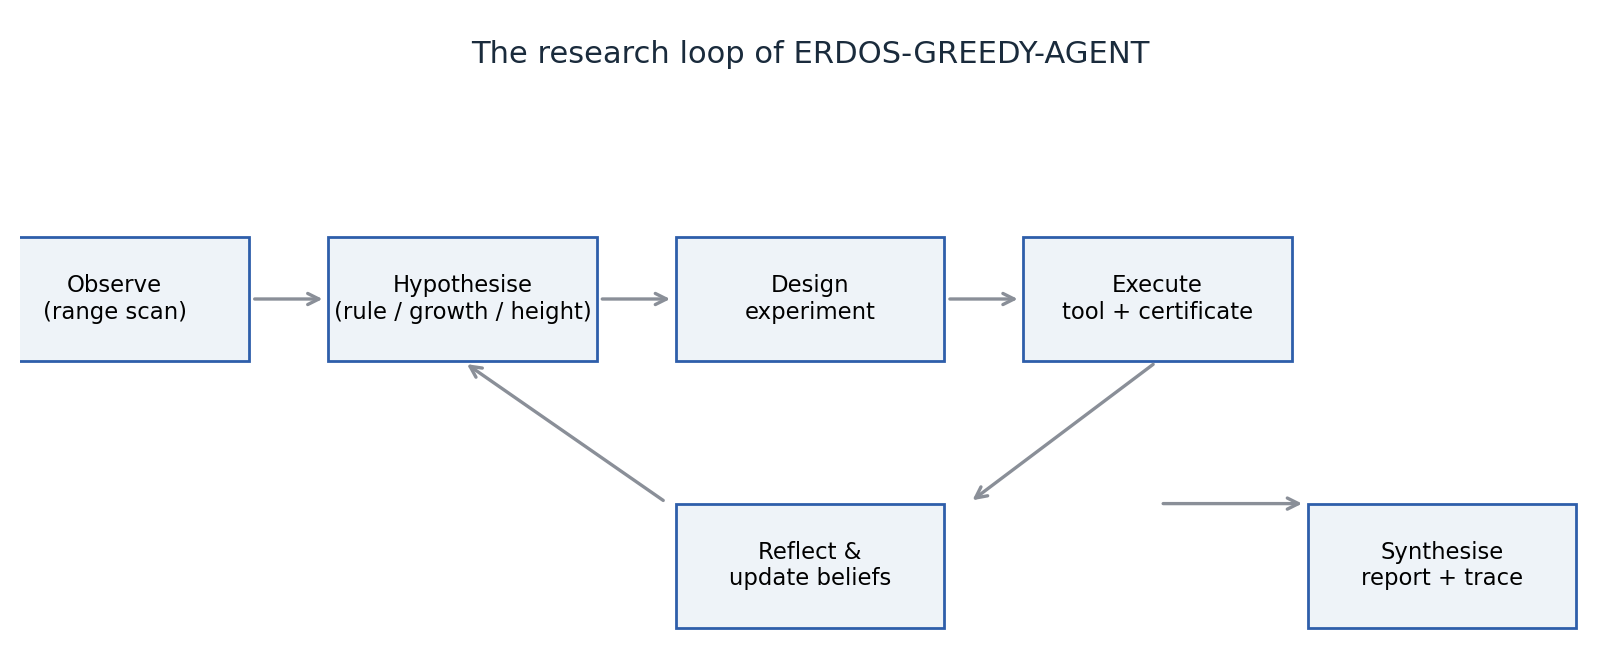 The research loop of ERDOS-GREEDY-AGENT
Observe
(range scan)
Hypothesise
(rule / growth / height)
Design
experiment
Execute
tool + certificate
Reflect &
update beliefs
Synthesise
report + trace